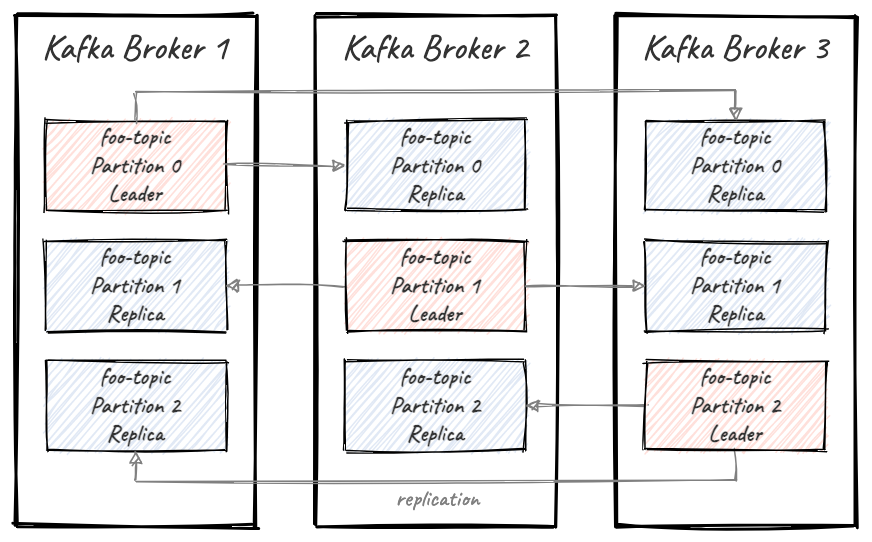 Kafka Broker 1
Kafka Broker 2
Kafka Broker 3
foo-topic
Partition 0
Leader
foo-topic
Partition 0
Replica
foo-topic
Partition 0
Replica
foo-topic
Partition 1
Replica
foo-topic
Partition 1
Leader
foo-topic
Partition 1
Replica
foo-topic
Partition 2
Replica
foo-topic
Partition 2
Replica
foo-topic
Partition 2
Leader
replication